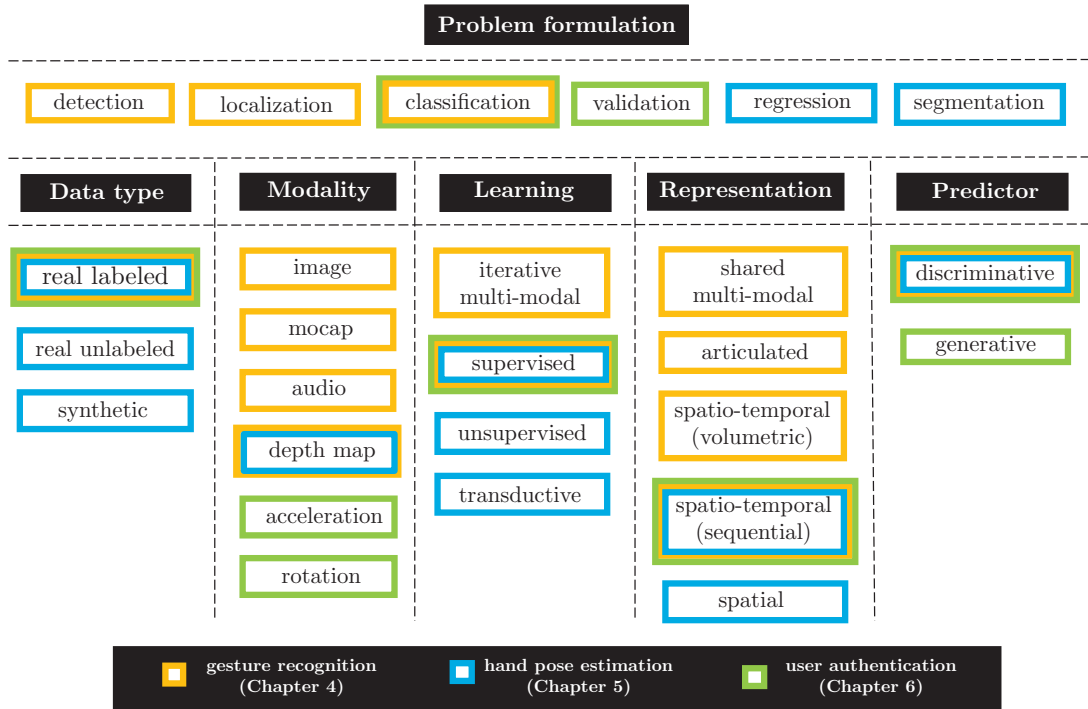 Problem formulation
detection
localization
classification
validation
regression
segmentation
Data type
Modality
Learning
Representation
Predictor
real labeled
real unlabeled
synthetic
image
mocap
audio
depth map
acceleration
rotation
iterative
multi-modal
supervised
unsupervised
transductive
shared
multi-modal
articulated
spatio-temporal
(volumetric)
spatio-temporal
(sequential)
spatial
discriminative
generative
gesture recognition
(Chapter 4)
hand pose estimation
(Chapter 5)
user authentication
(Chapter 6)